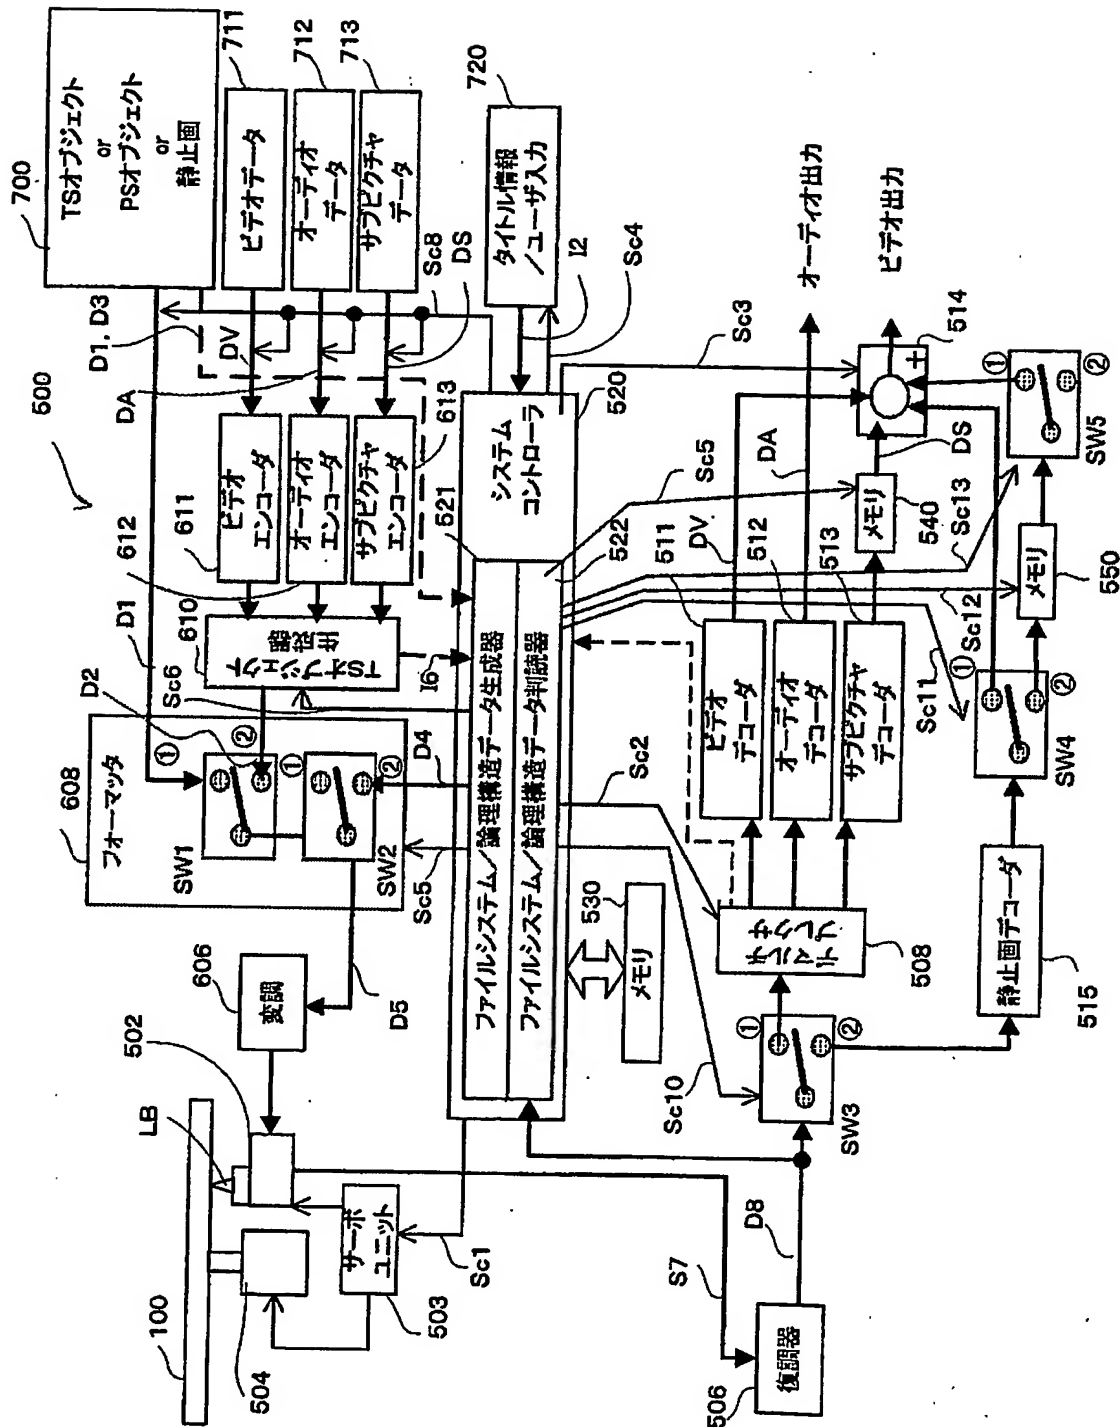 700
TSオブジェクト
or
PSオブジェクト
or
静止画
711
ビデオデータ
712
オーディオ
データ
713
サブピクチャ
データ
720
タイトル情報
/ユーザ入力
I2
Sc4
Sc8
DS
D1, D3
DV
DA
500
611
ビデオ
エンコーダ
612
オーディオ
エンコーダ
613
サブピクチャ
エンコーダ
610
TSオブジェクト
生成器
I6
D1
D2
Sc6
608
フォーマッタ
①
②
SW1
①
②
SW2
D4
Sc5
D5
606
変調
502
LB
100
504
サーボ
ユニット
503
Sc1
S7
506
復調器
D8
521
システム
コントローラ
520
ファイルシステム/論理構造データ生成器
ファイルシステム/論理構造データ判読器
522
530
メモリ
Sc10
Sc2
①
②
SW3
デマルチ
プレクサ
508
511
ビデオ
デコーダ
512
オーディオ
デコーダ
513
サブピクチャ
デコーダ
DV
DA
Sc5
Sc3
メモリ
540
DS
514
+
オーディオ出力
ビデオ出力
Sc11
Sc12
Sc13
静止画デコーダ
515
①
②
SW4
メモリ
550
①
②
SW5